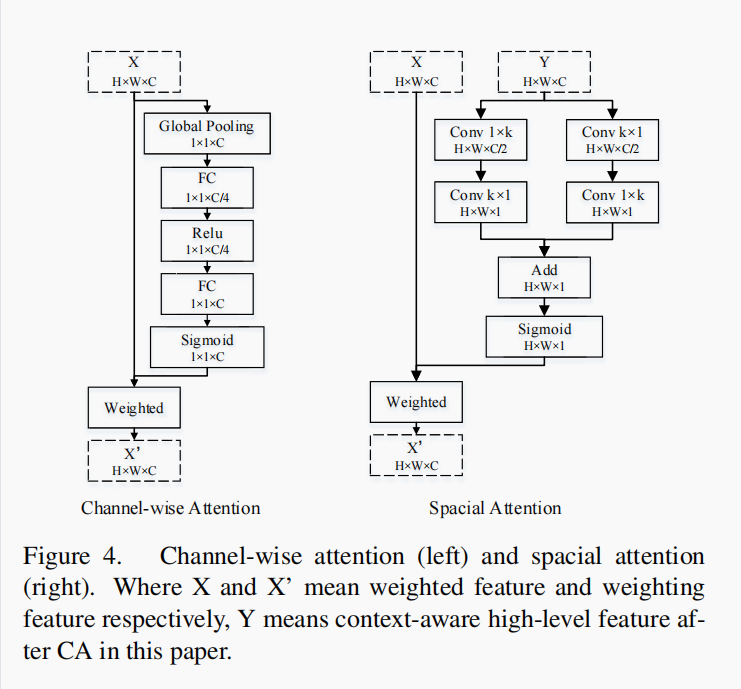 X
H×W×C
Global Pooling
1×1×C
FC
1×1×C/4
Relu
1×1×C/4
FC
1×1×C
Sigmoid
1×1×C
Weighted
X'
H×W×C
Channel-wise Attention
X
H×W×C
Y
H×W×C
Conv 1×k
H×W×C/2
Conv k×1
H×W×C/2
Conv k×1
H×W×1
Conv 1×k
H×W×1
Add
H×W×1
Sigmoid
H×W×1
Weighted
X'
H×W×C
Spacial Attention
Figure 4. Channel-wise attention (left) and spacial attention
(right). Where X and X' mean weighted feature and weighting
feature respectively, Y means context-aware high-level feature af-
ter CA in this paper.